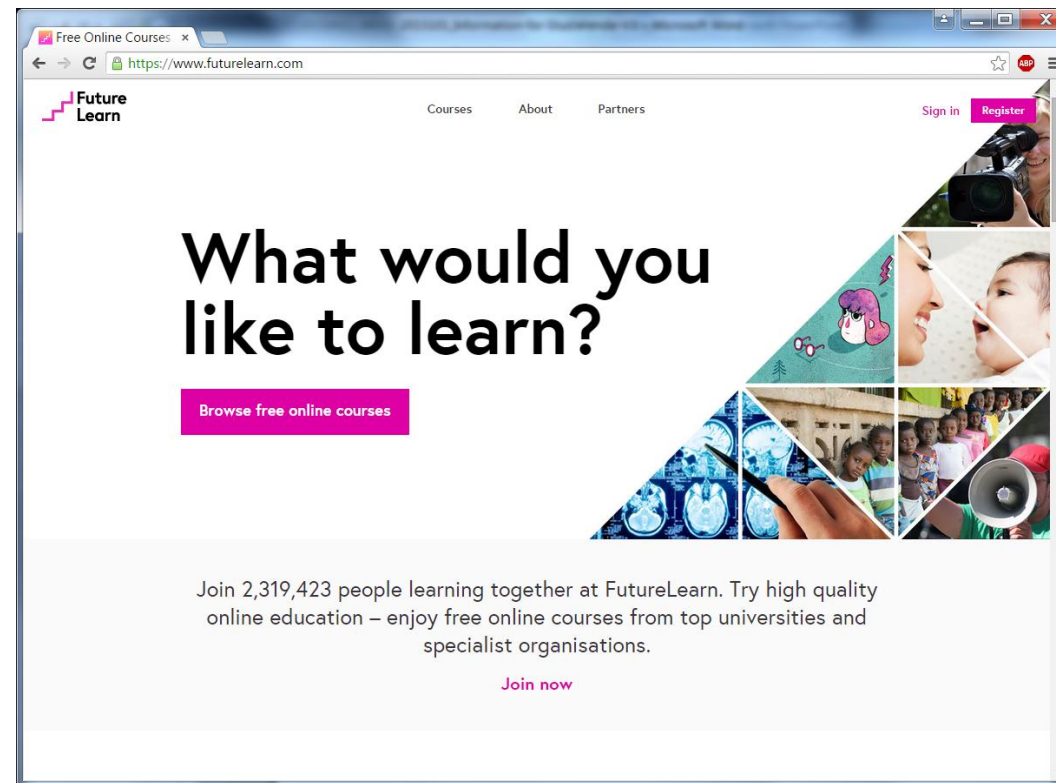 Free Online Courses
https://www.futurelearn.com
ABP
Future
Learn
Courses About Partners
Sign in Register
What would you
like to learn?
Browse free online courses
Join 2,319,423 people learning together at FutureLearn. Try high quality
online education – enjoy free online courses from top universities and
specialist organisations.
Join now